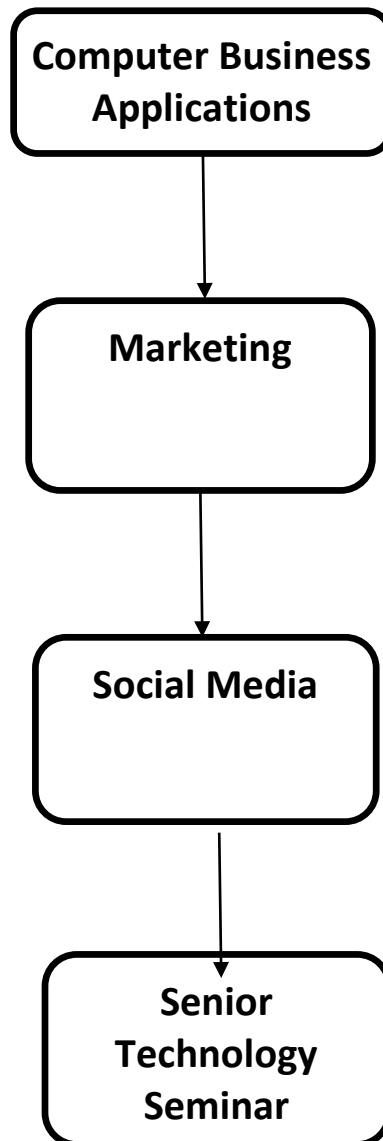 Computer Business
Applications
Marketing
Social Media
Senior
Technology
Seminar